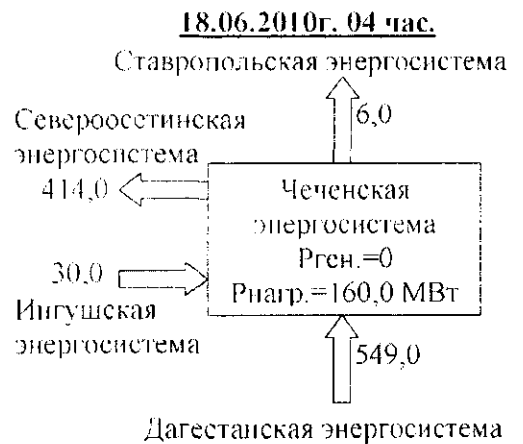 18.06.2010г. 04 час.
Ставропольская энергосистема
6,0
Североосетинская
энергосистема
414,0
Чеченская
энергосистема
Рген.=0
Рнагр.=160,0 МВт
30,0
Ингушская
энергосистема
549,0
Дагестанская энергосистема